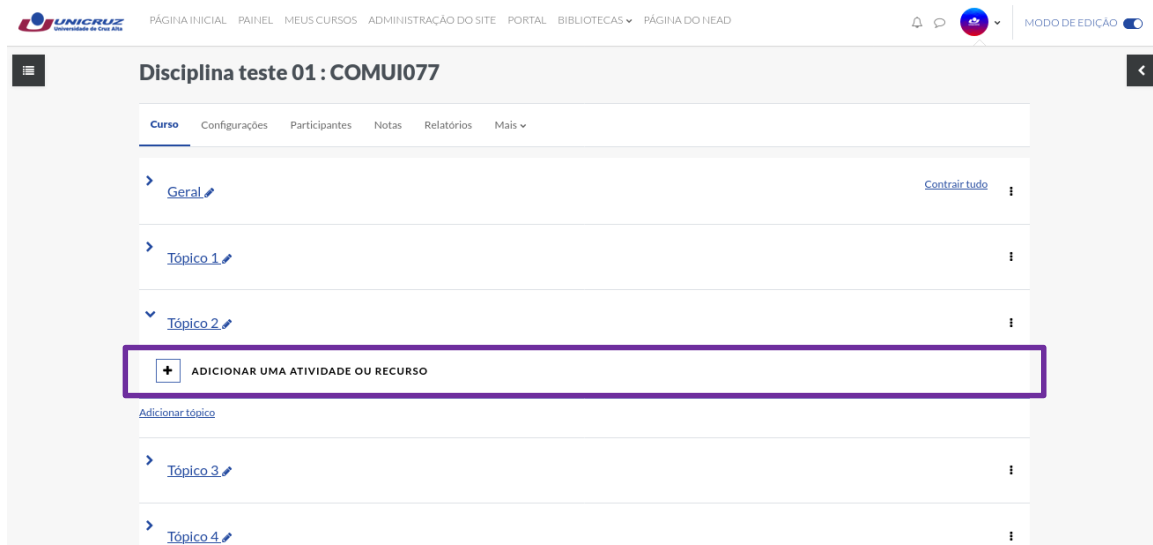 UNICRUZ
Universidade de Cruz Alta
PÁGINA INICIAL PAINEL MEUS CURSOS ADMINISTRAÇÃO DO SITE PORTAL BIBLIOTECAS PÁGINA DO NEAD
MODO DE EDIÇÃO
Disciplina teste 01 : COMUI077
Curso Configurações Participantes Notas Relatórios Mais
Geral
Contrair tudo
Tópico 1
Tópico 2
ADICIONAR UMA ATIVIDADE OU RECURSO
Adicionar tópico
Tópico 3
Tópico 4